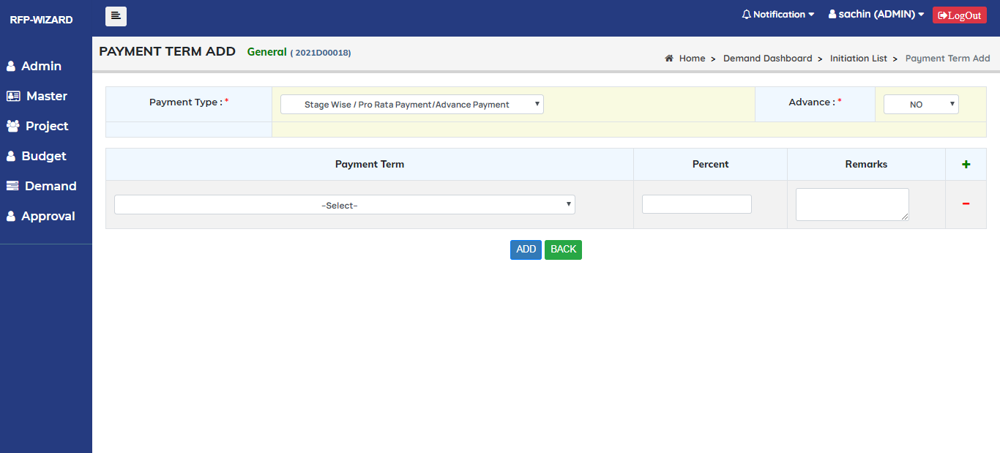 RFP-WIZARD
Notification
sachin (ADMIN)
LogOut
Admin
Master
Project
Budget
Demand
Approval
PAYMENT TERM ADD General ( 2021D00018)
Home > Demand Dashboard > Initiation List > Payment Term Add
Payment Type : *
Stage Wise / Pro Rata Payment/Advance Payment
Advance : *
NO
Payment Term
Percent
Remarks
-Select-
ADD
BACK